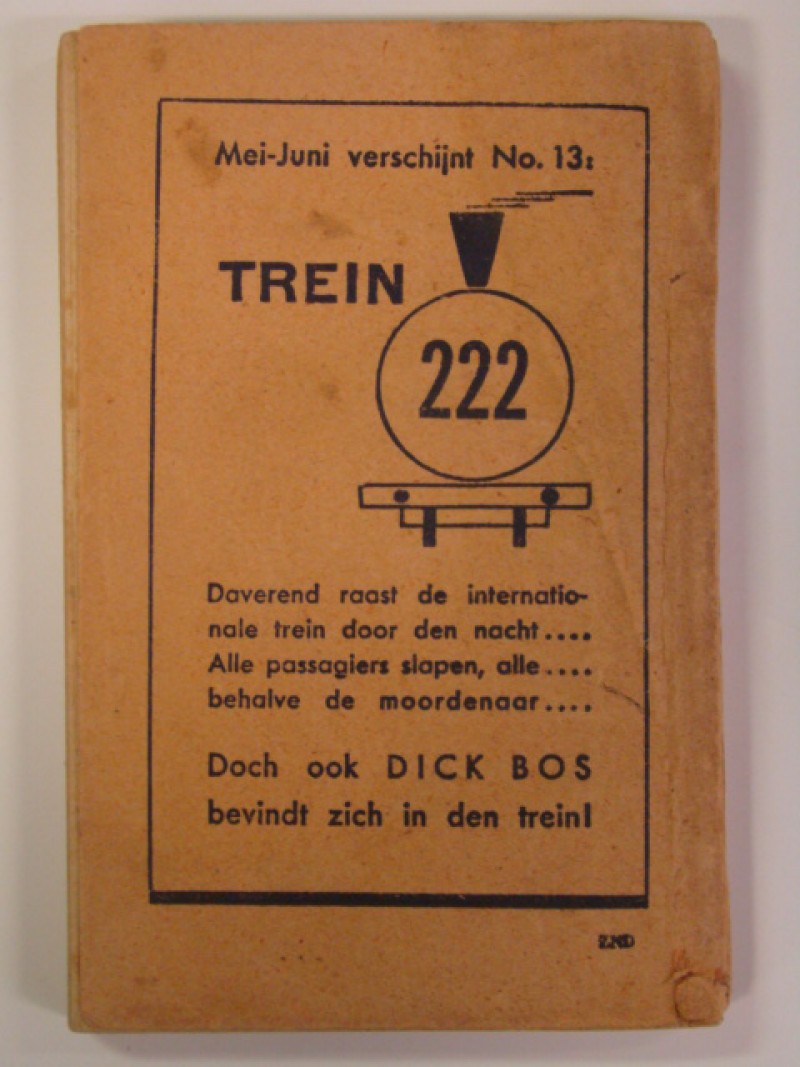 Mei-Juni verschijnt No. 13:
TREIN
222
Daverend raast de internatio-
nale trein door den nacht....
Alle passagiers slapen, alle....
behalve de moordenaar....
Doch ook DICK BOS
bevindt zich in den trein!